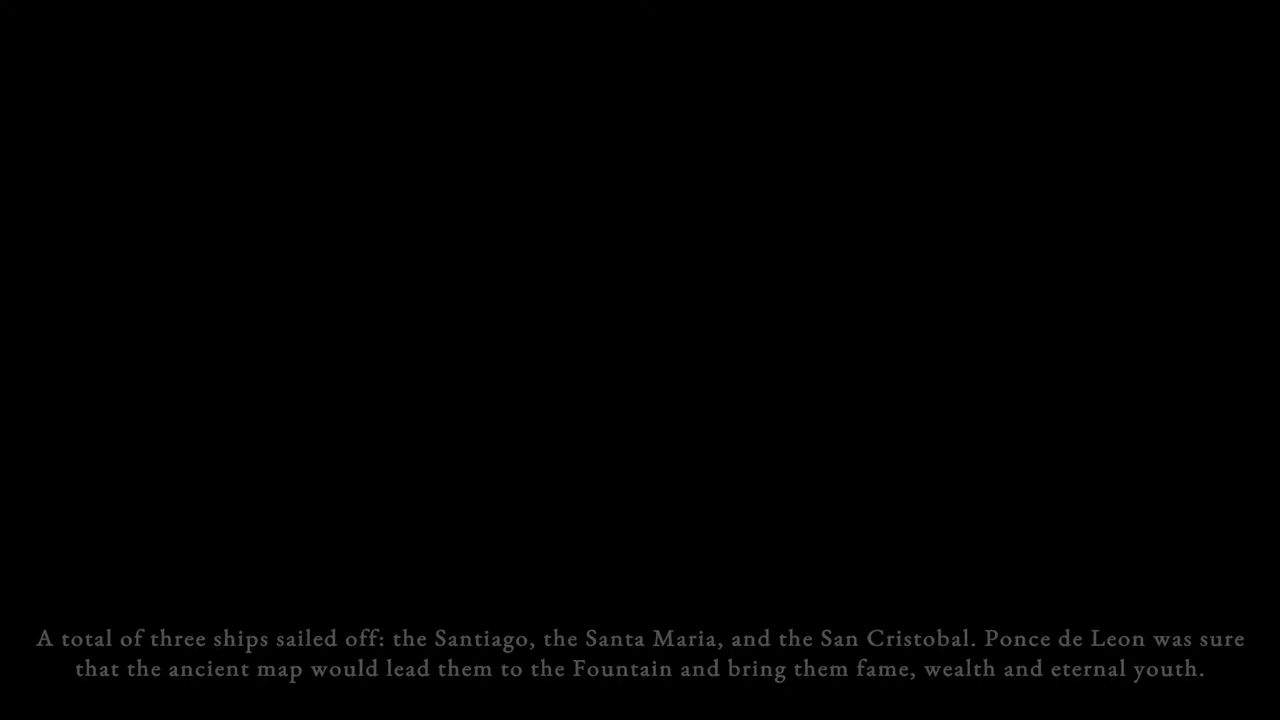 A total of three ships sailed off: the Santiago, the Santa Maria, and the San Cristobal. Ponce de Leon was sure
that the ancient map would lead them to the Fountain and bring them fame, wealth and eternal youth.